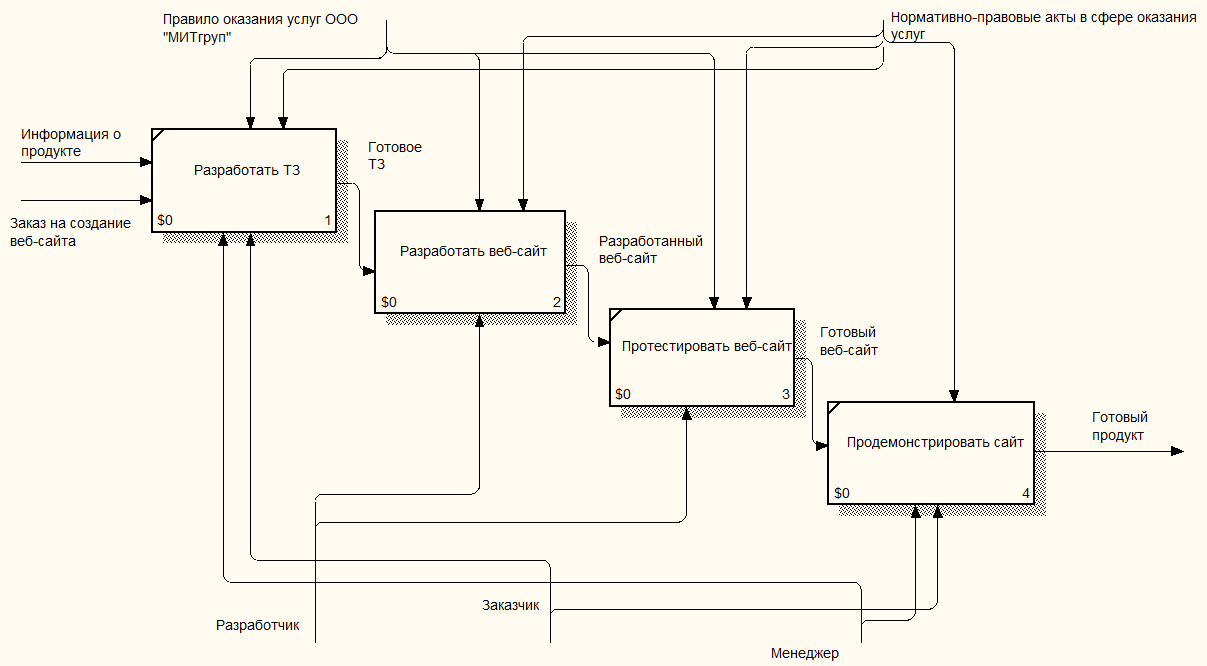 Правило оказания услуг ООО
"МИТгруп"
Нормативно-правовые акты в сфере оказания
услуг
Информация о
продукте
Заказ на создание
веб-сайта
Разработать ТЗ
$0
1
Готовое
ТЗ
Разработать веб-сайт
$0
2
Разработанный
веб-сайт
Протестировать веб-сайт
$0
3
Готовый
веб-сайт
Продемонстрировать сайт
$0
4
Готовый
продукт
Разработчик
Заказчик
Менеджер